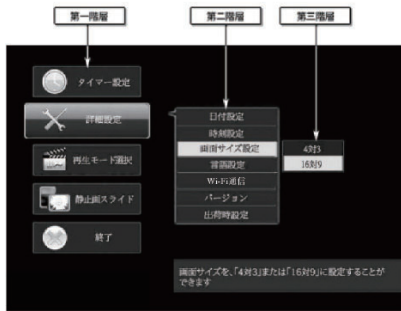 第一階層
第二階層
第三階層
タイマー設定
詳細設定
再生モード選択
静止画スライド
終了
日付設定
時刻設定
画面サイズ設定
言語設定
Wi-Fi通信
バージョン
出荷時設定
4対3
16対9
画面サイズを、「4対3」または「16対9」に設定することが
できます